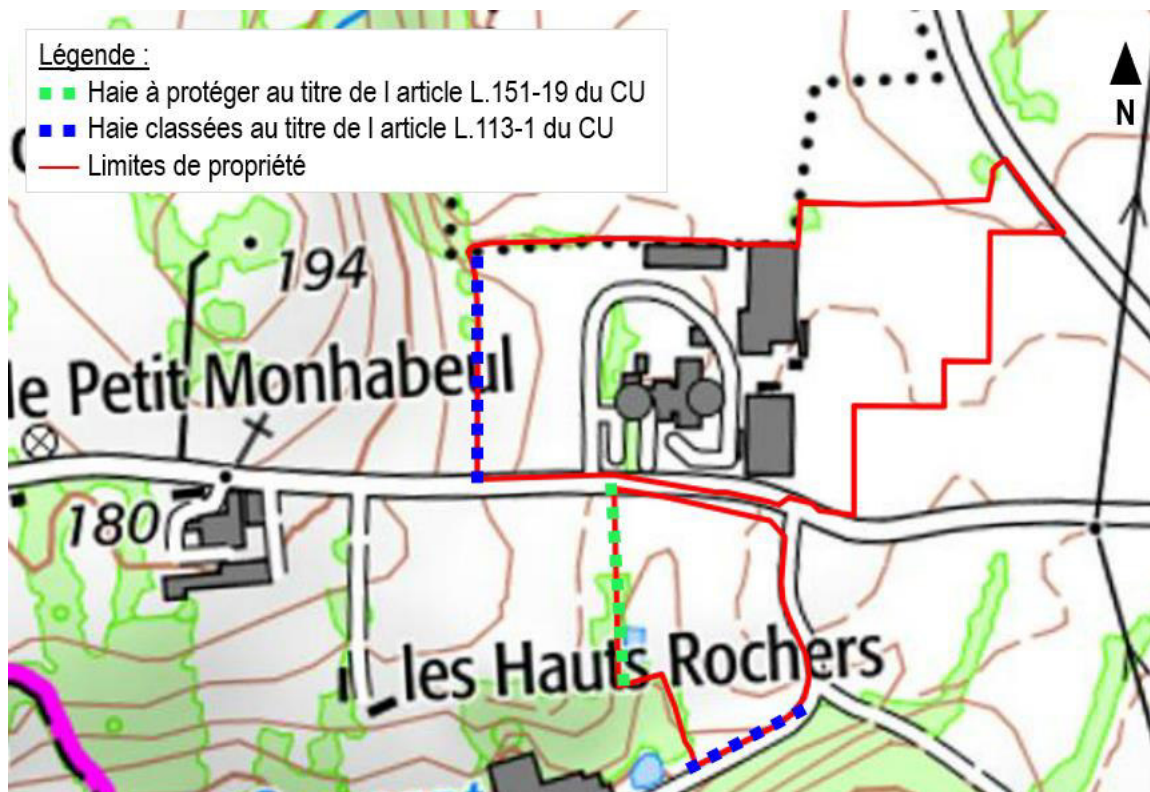 Légende :
Haie à protéger au titre de l article L.151-19 du CU
Haie classées au titre de l article L.113-1 du CU
Limites de propriété
N
194
le Petit Monhabeul
180
les Hauts Rochers